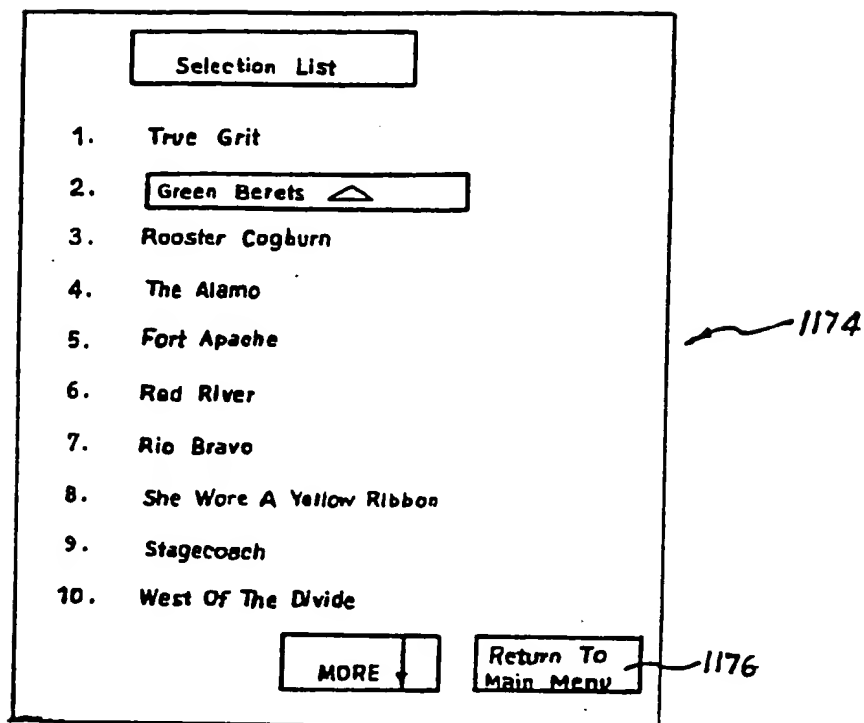 Selection List
1. True Grit
2. Green Berets
3. Rooster Cogburn
4. The Alamo
5. Fort Apache
1174
6. Red River
7. Rio Bravo
8. She Wore A Yellow Ribbon
9. Stagecoach
10. West Of The Divide
MORE
Return To
Main Menu
1176